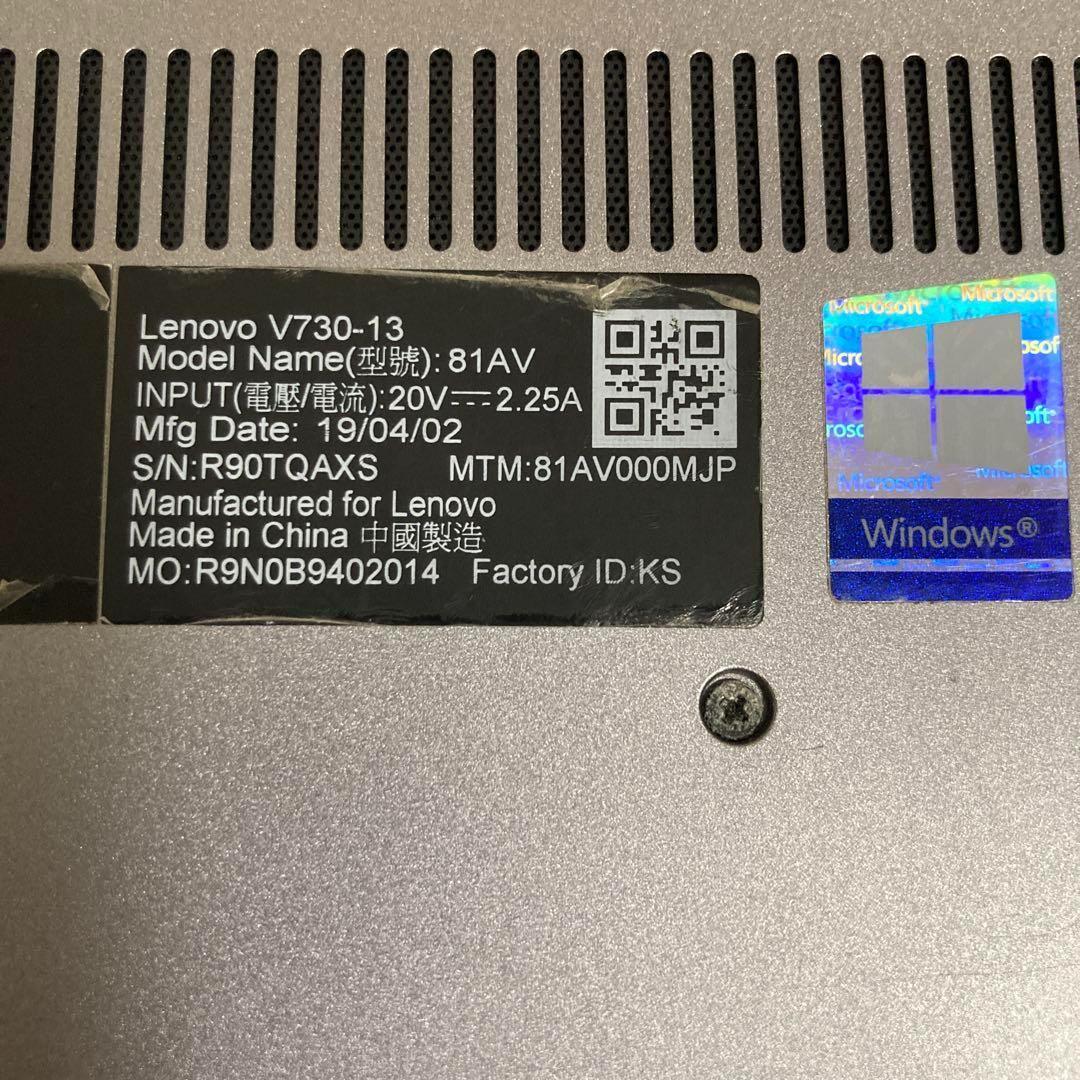 Lenovo V730-13
Model Name(型號): 81AV
INPUT(電壓/電流):20V⎓2.25A
Mfg Date: 19/04/02
S/N:R90TQAXS MTM:81AV000MJP
Manufactured for Lenovo
Made in China 中國製造
MO:R9N0B9402014 Factory ID:KS
Microsoft Microsoft
Microsoft
Windows®